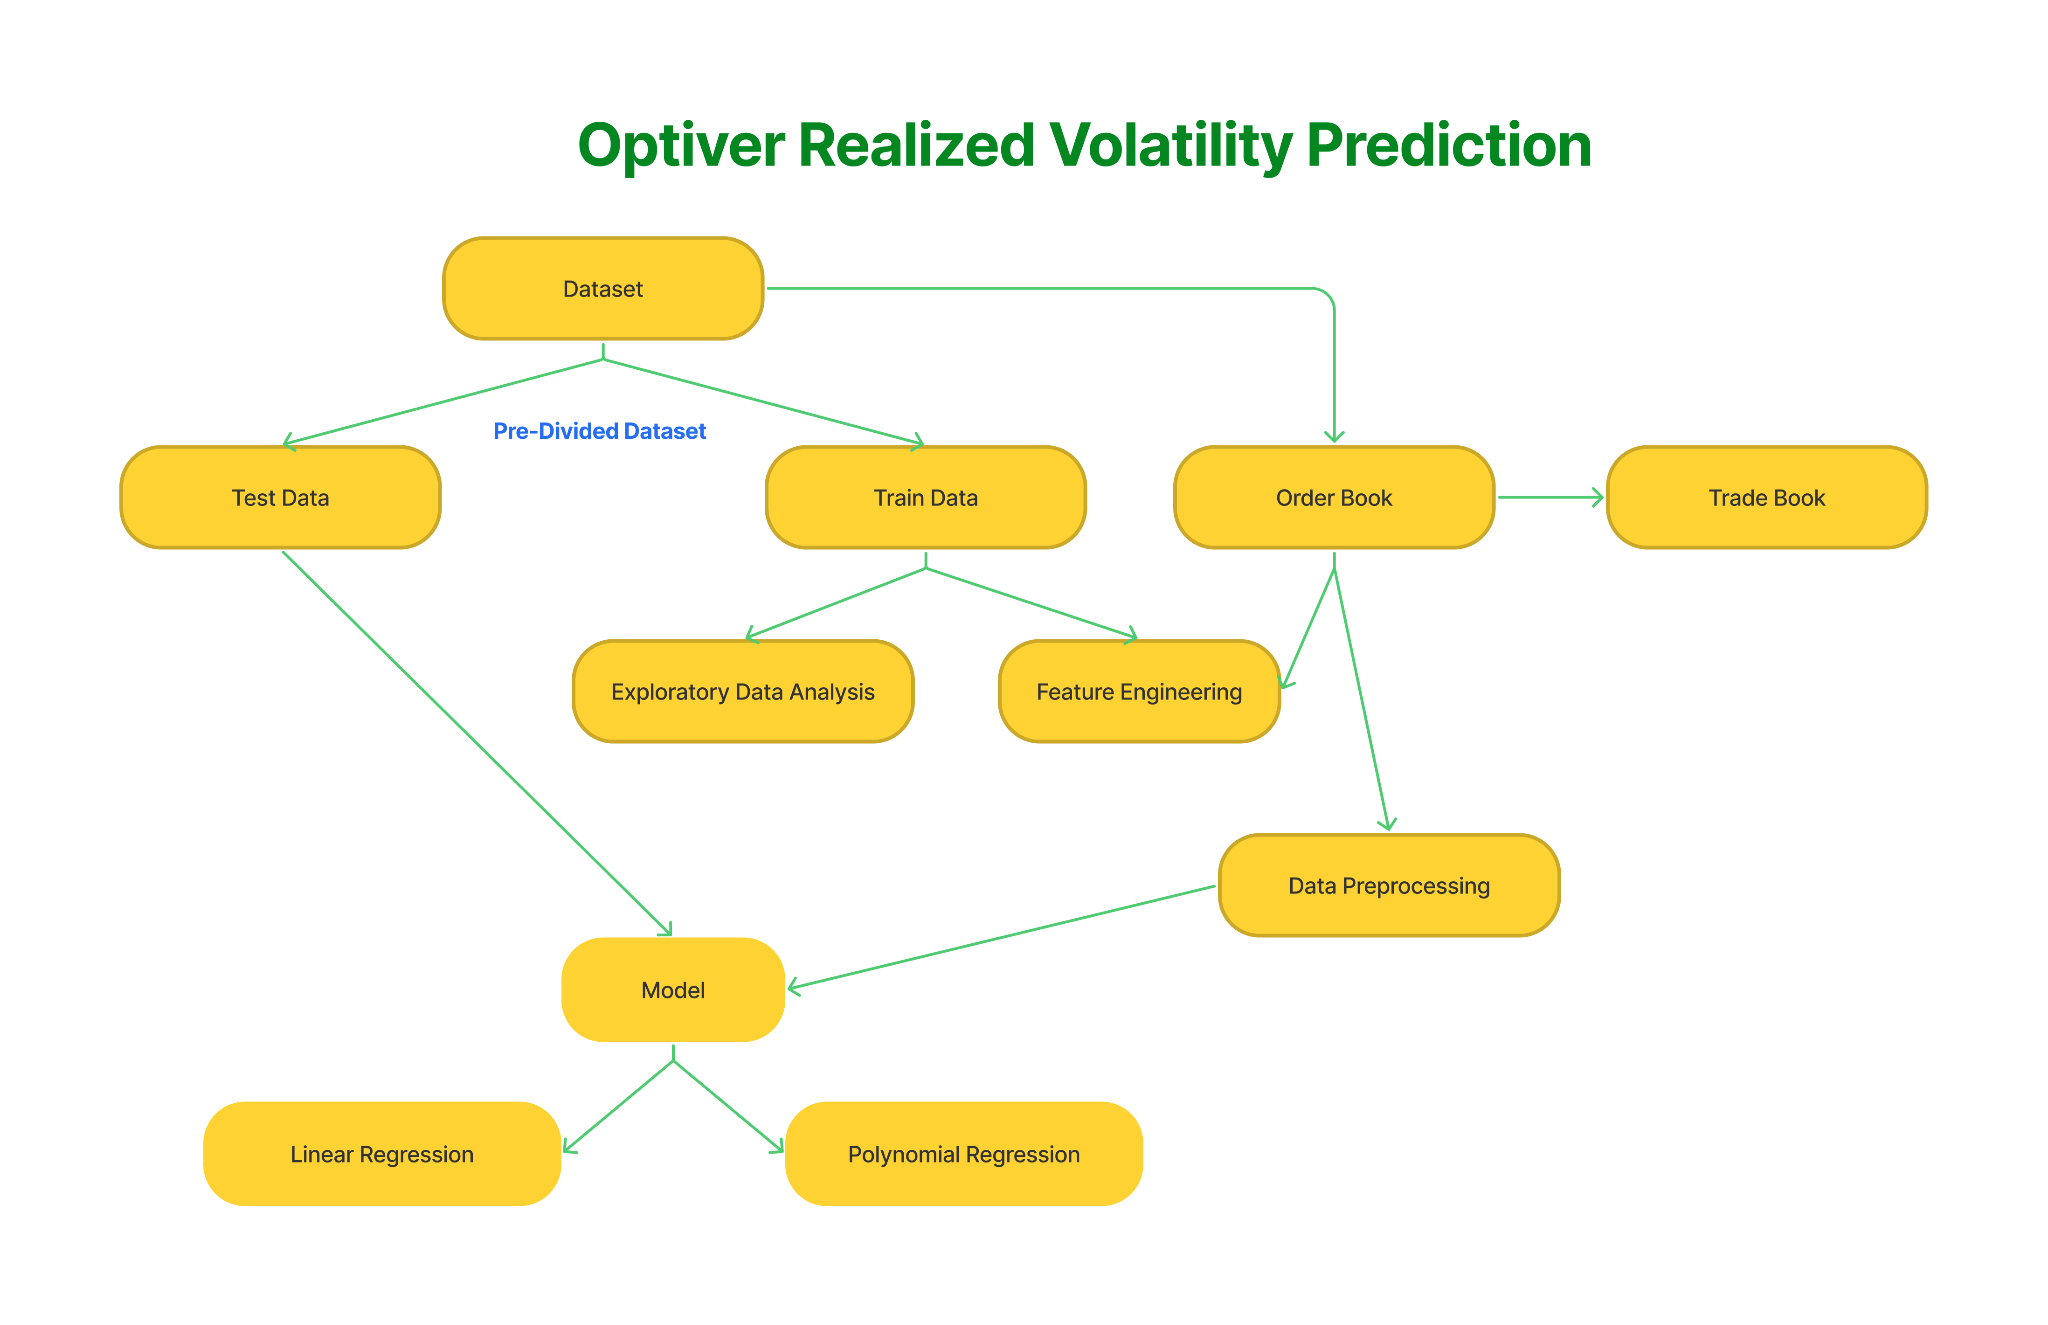 Optiver Realized Volatility Prediction
Dataset
Pre-Divided Dataset
Test Data
Train Data
Order Book
Trade Book
Exploratory Data Analysis
Feature Engineering
Data Preprocessing
Model
Linear Regression
Polynomial Regression